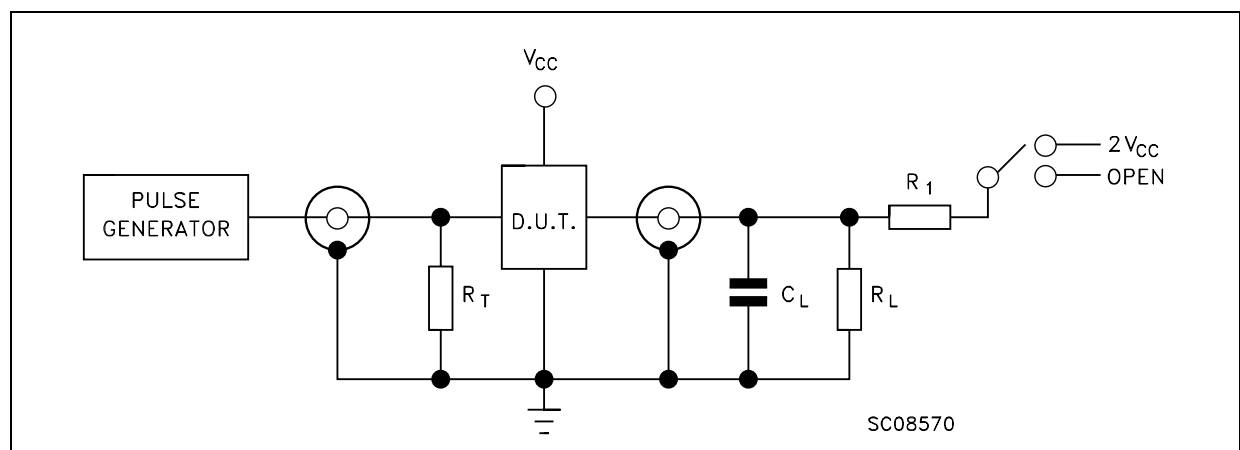 VCC
PULSE
GENERATOR
D.U.T.
RT
CL
RL
R1
2VCC
OPEN
SC08570